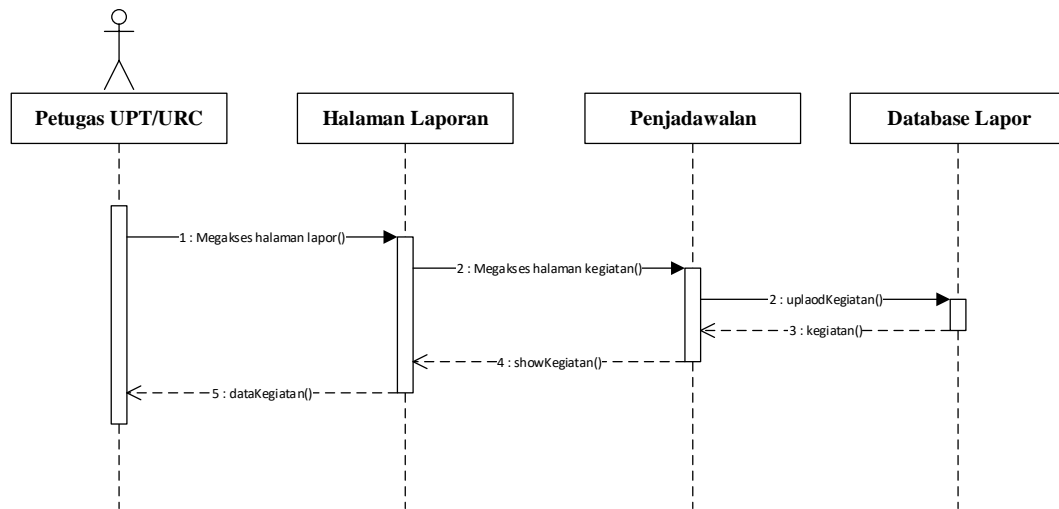 Petugas UPT/URC
Halaman Laporan
Penjadawalan
Database Lapor
1 : Megakses halaman lapor()
2 : Megakses halaman kegiatan()
2 : uplaodKegiatan()
3 : kegiatan()
4 : showKegiatan()
5 : dataKegiatan()